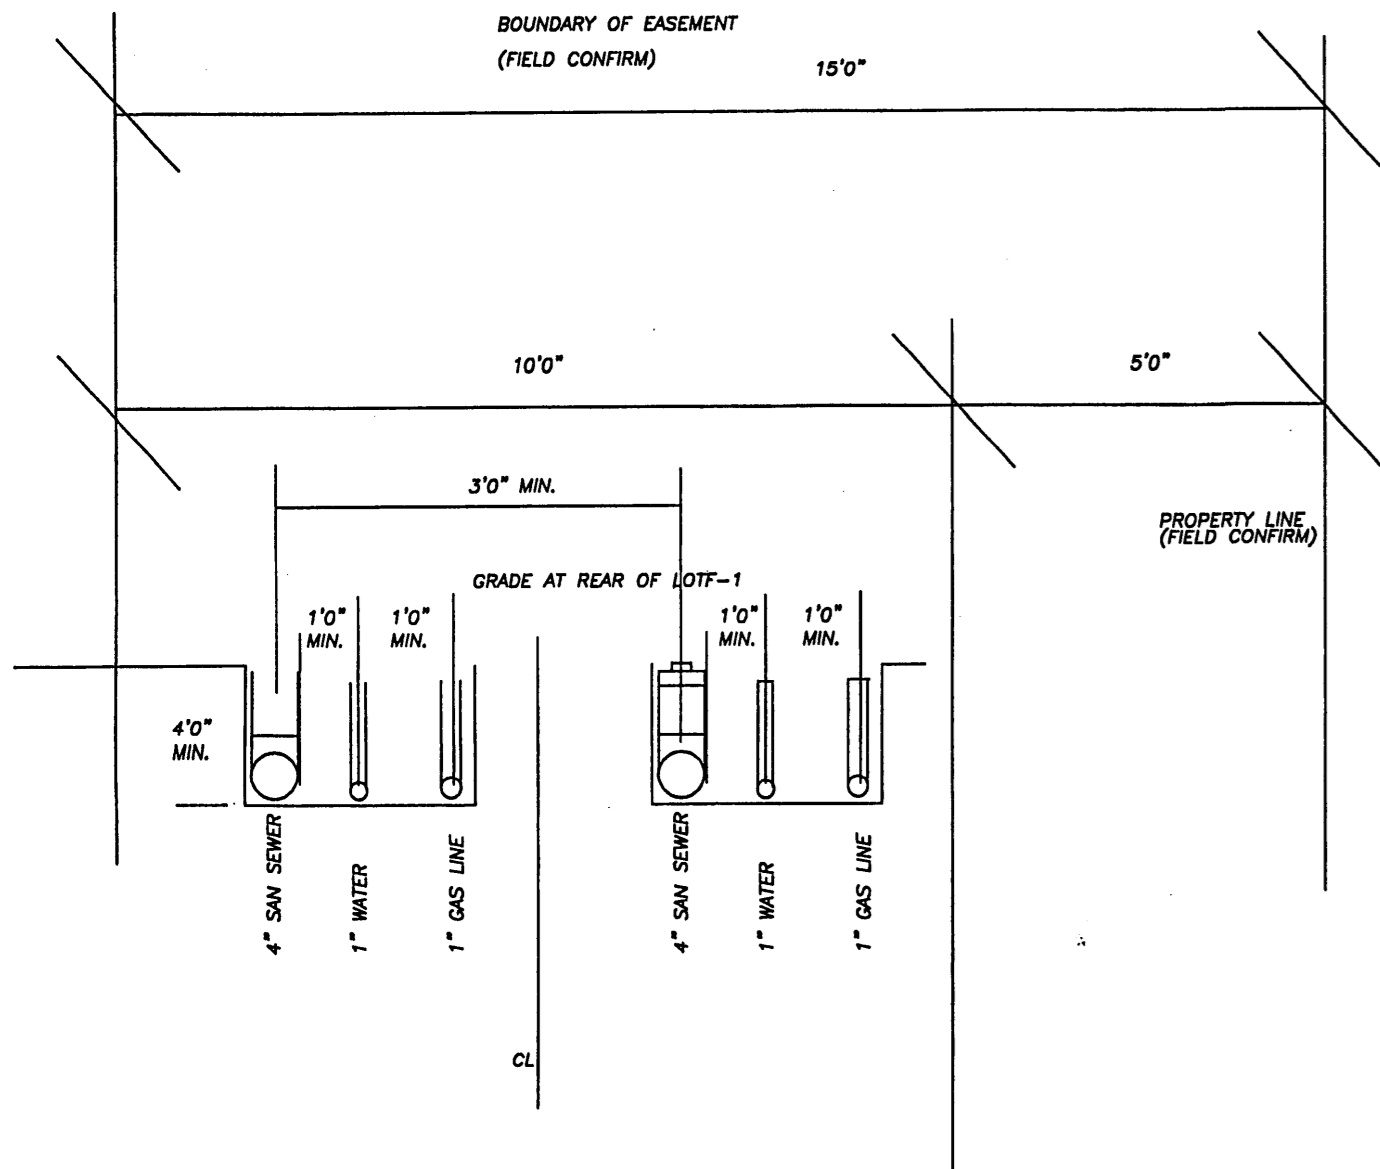 BOUNDARY OF EASEMENT
(FIELD CONFIRM)
15'0"
10'0"
5'0"
3'0" MIN.
PROPERTY LINE
(FIELD CONFIRM)
GRADE AT REAR OF LOTF-1
1'0"
MIN.
1'0"
MIN.
1'0"
MIN.
1'0"
MIN.
4'0"
MIN.
4" SAN SEWER
1" WATER
1" GAS LINE
4" SAN SEWER
1" WATER
1" GAS LINE
CL